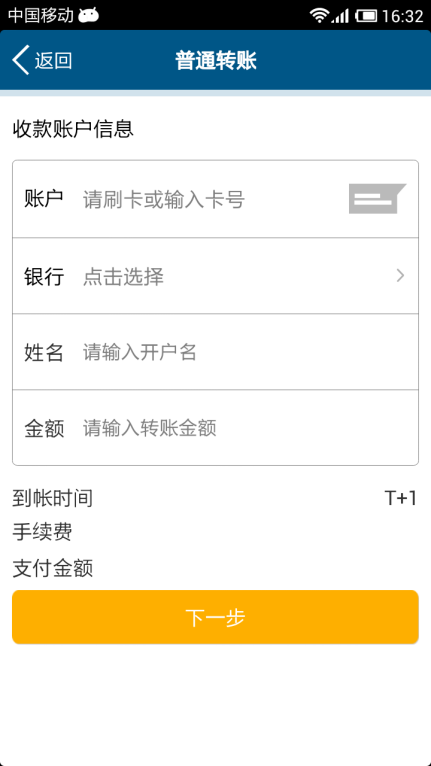 中国移动 16:32
返回 普通转账
收款账户信息
账户 请刷卡或输入卡号
银行 点击选择
姓名 请输入开户名
金额 请输入转账金额
到帐时间 T+1
手续费
支付金额
下一步